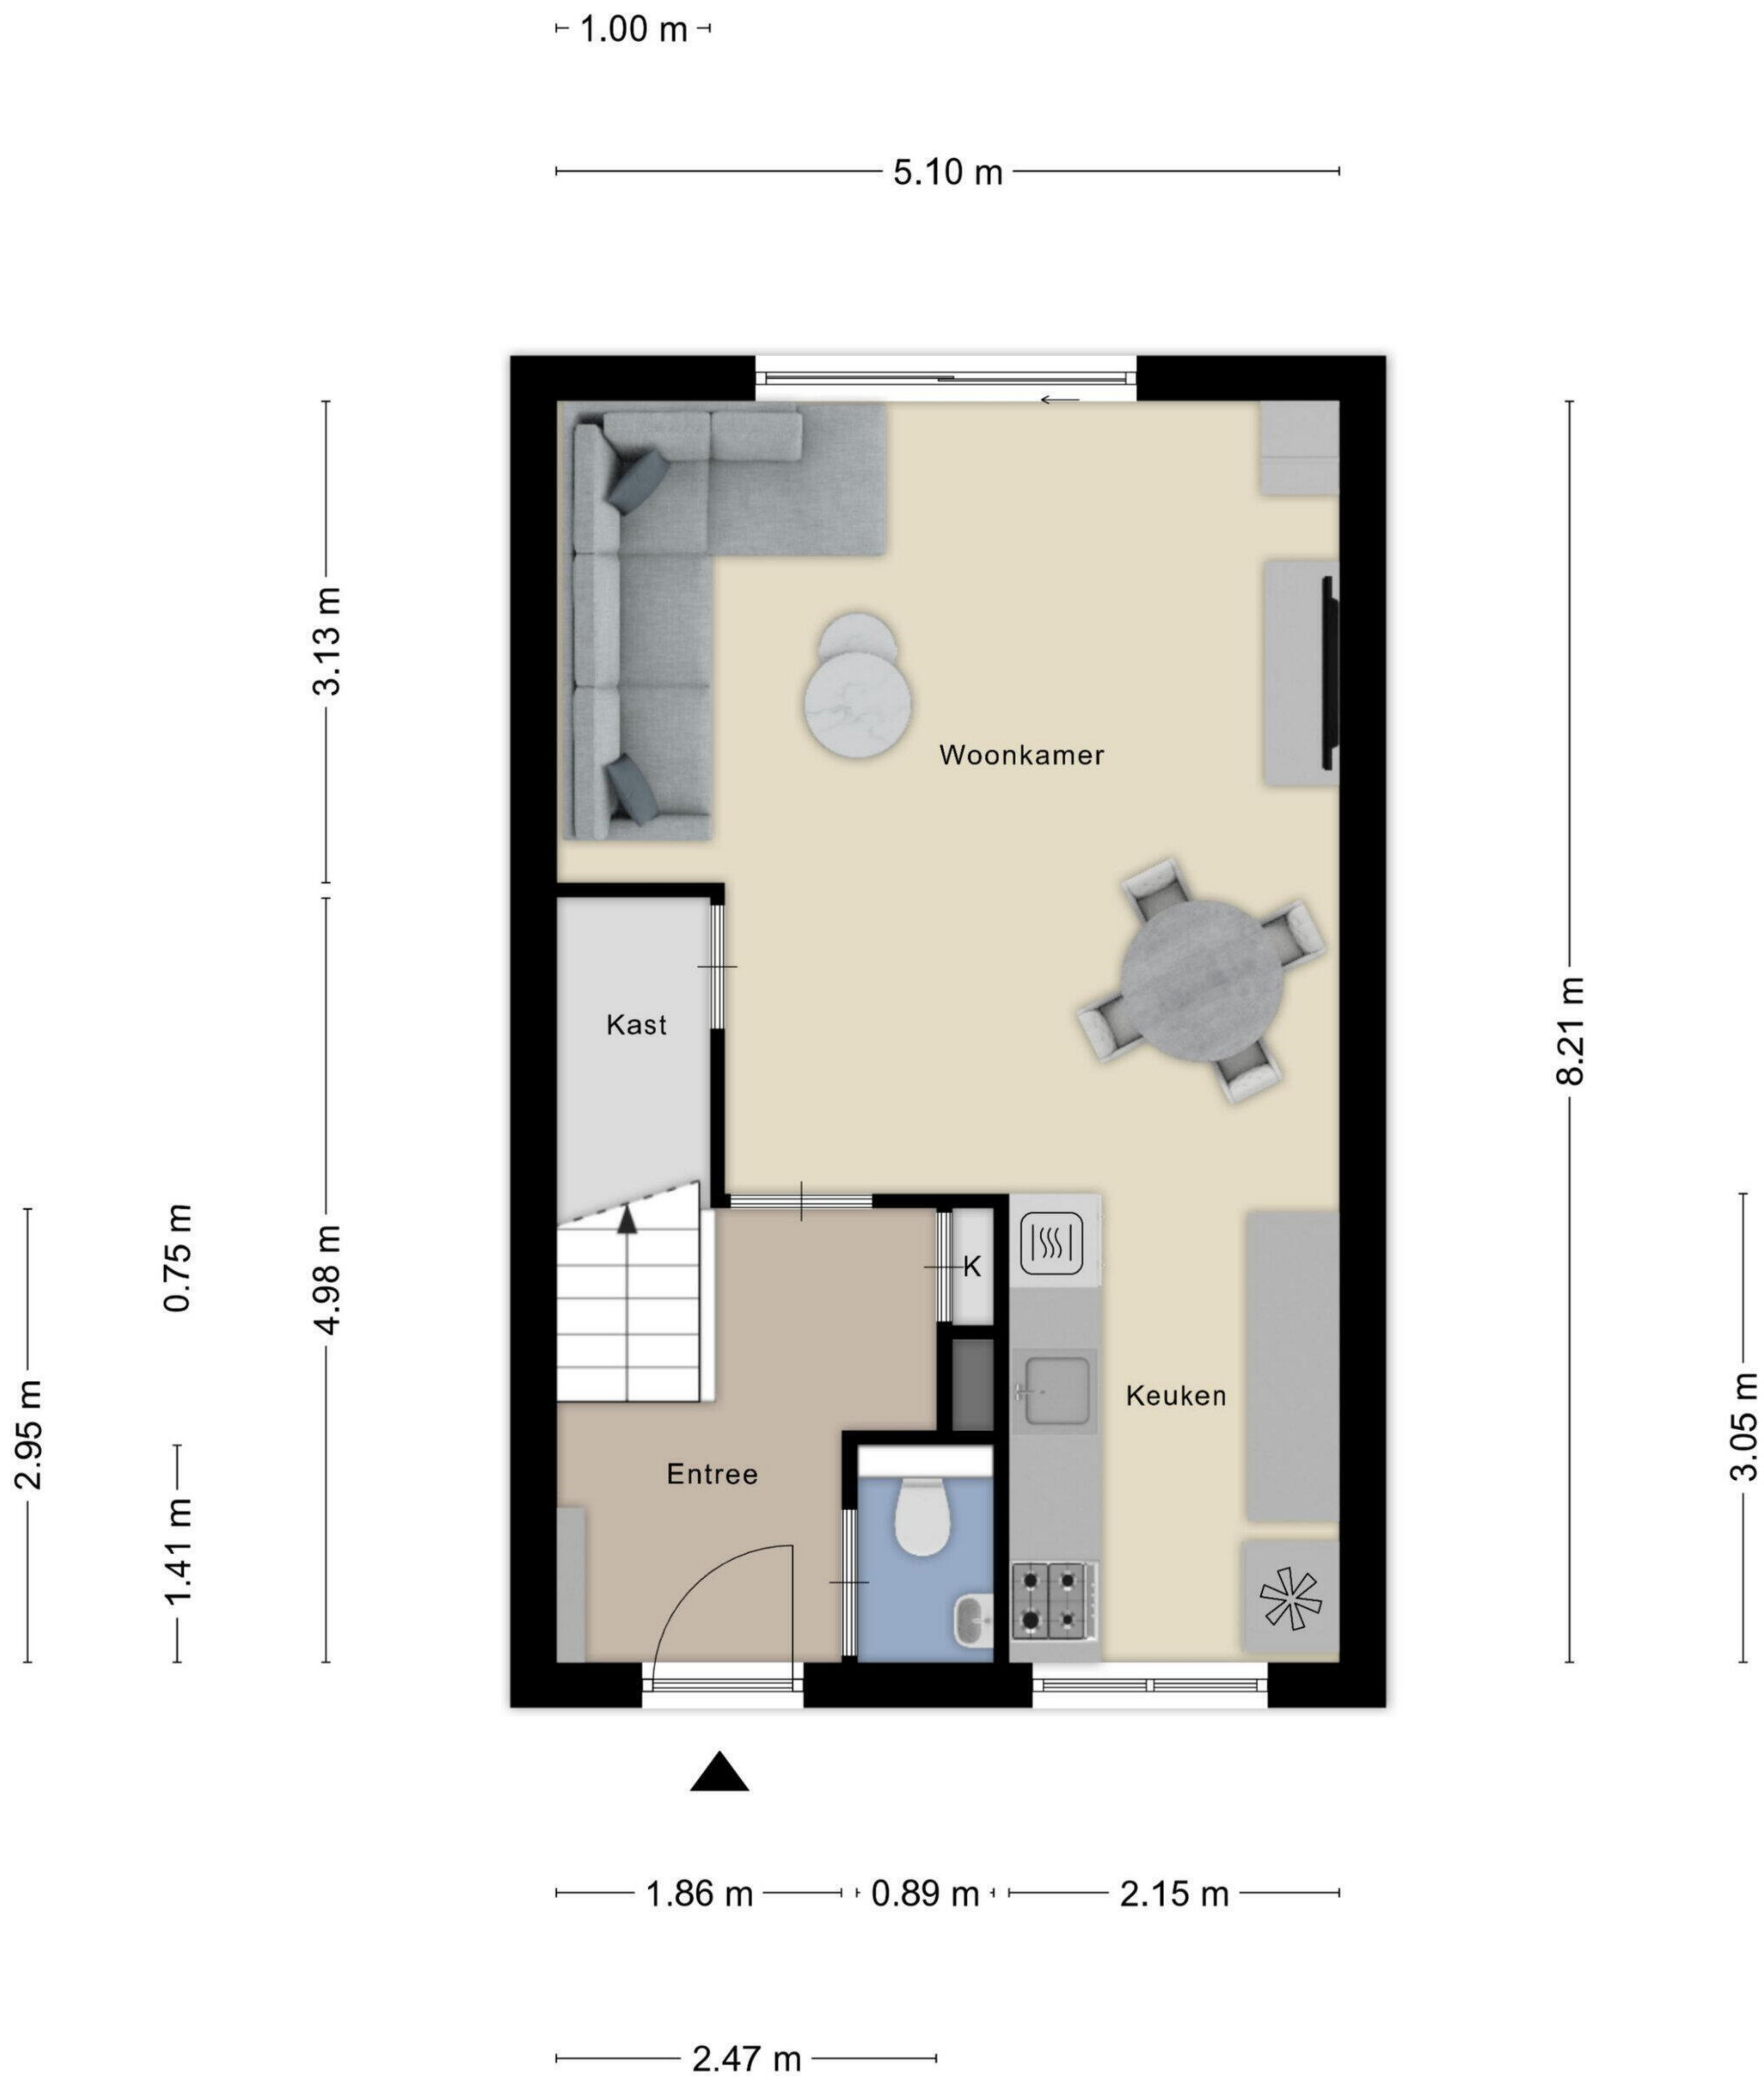 1.00 m
5.10 m
3.13 m
Woonkamer
Kast
8.21 m
0.75 m
4.98 m
K
2.95 m
Keuken
3.05 m
Entree
1.41 m
1.86 m
0.89 m
2.15 m
2.47 m